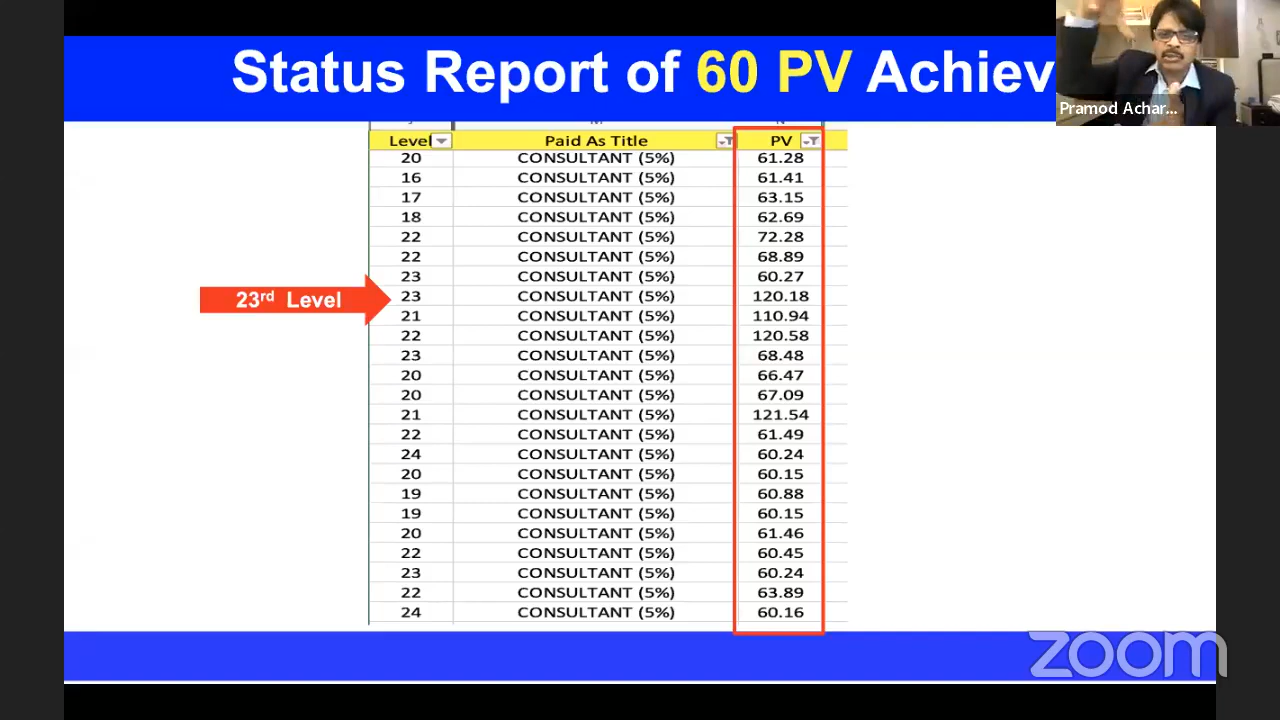 Status Report of 60 PV Achiev
Pramod Achar...
Level Paid As Title PV
20 CONSULTANT (5%) 61.28
16 CONSULTANT (5%) 61.41
17 CONSULTANT (5%) 63.15
18 CONSULTANT (5%) 62.69
22 CONSULTANT (5%) 72.28
22 CONSULTANT (5%) 68.89
23 CONSULTANT (5%) 60.27
23rd Level 23 CONSULTANT (5%) 120.18
21 CONSULTANT (5%) 110.94
22 CONSULTANT (5%) 120.58
23 CONSULTANT (5%) 68.48
20 CONSULTANT (5%) 66.47
20 CONSULTANT (5%) 67.09
21 CONSULTANT (5%) 121.54
22 CONSULTANT (5%) 61.49
24 CONSULTANT (5%) 60.24
20 CONSULTANT (5%) 60.15
19 CONSULTANT (5%) 60.88
19 CONSULTANT (5%) 60.15
20 CONSULTANT (5%) 61.46
22 CONSULTANT (5%) 60.45
23 CONSULTANT (5%) 60.24
22 CONSULTANT (5%) 63.89
24 CONSULTANT (5%) 60.16
zoom